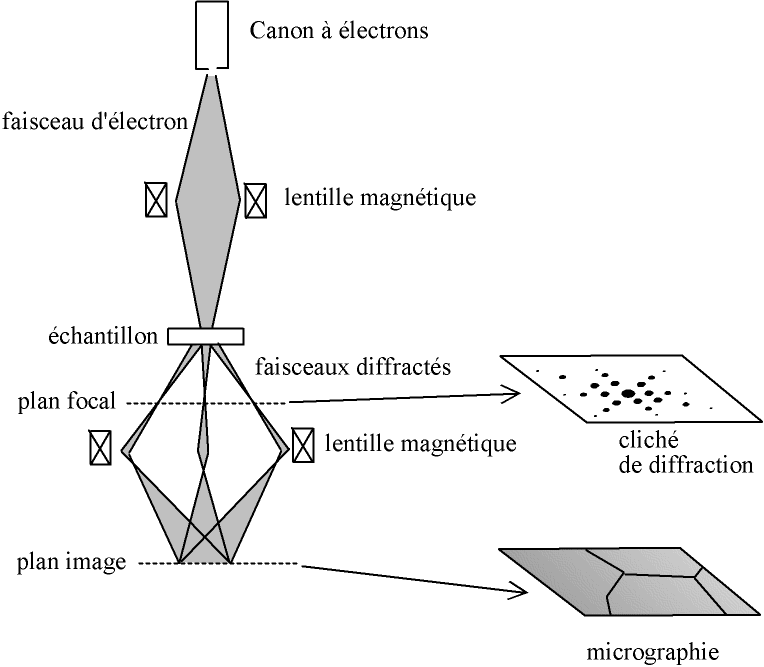 Canon à électrons
faisceau d'électron
lentille magnétique
échantillon
faisceaux diffractés
plan focal
lentille magnétique
cliché
de diffraction
plan image
micrographie